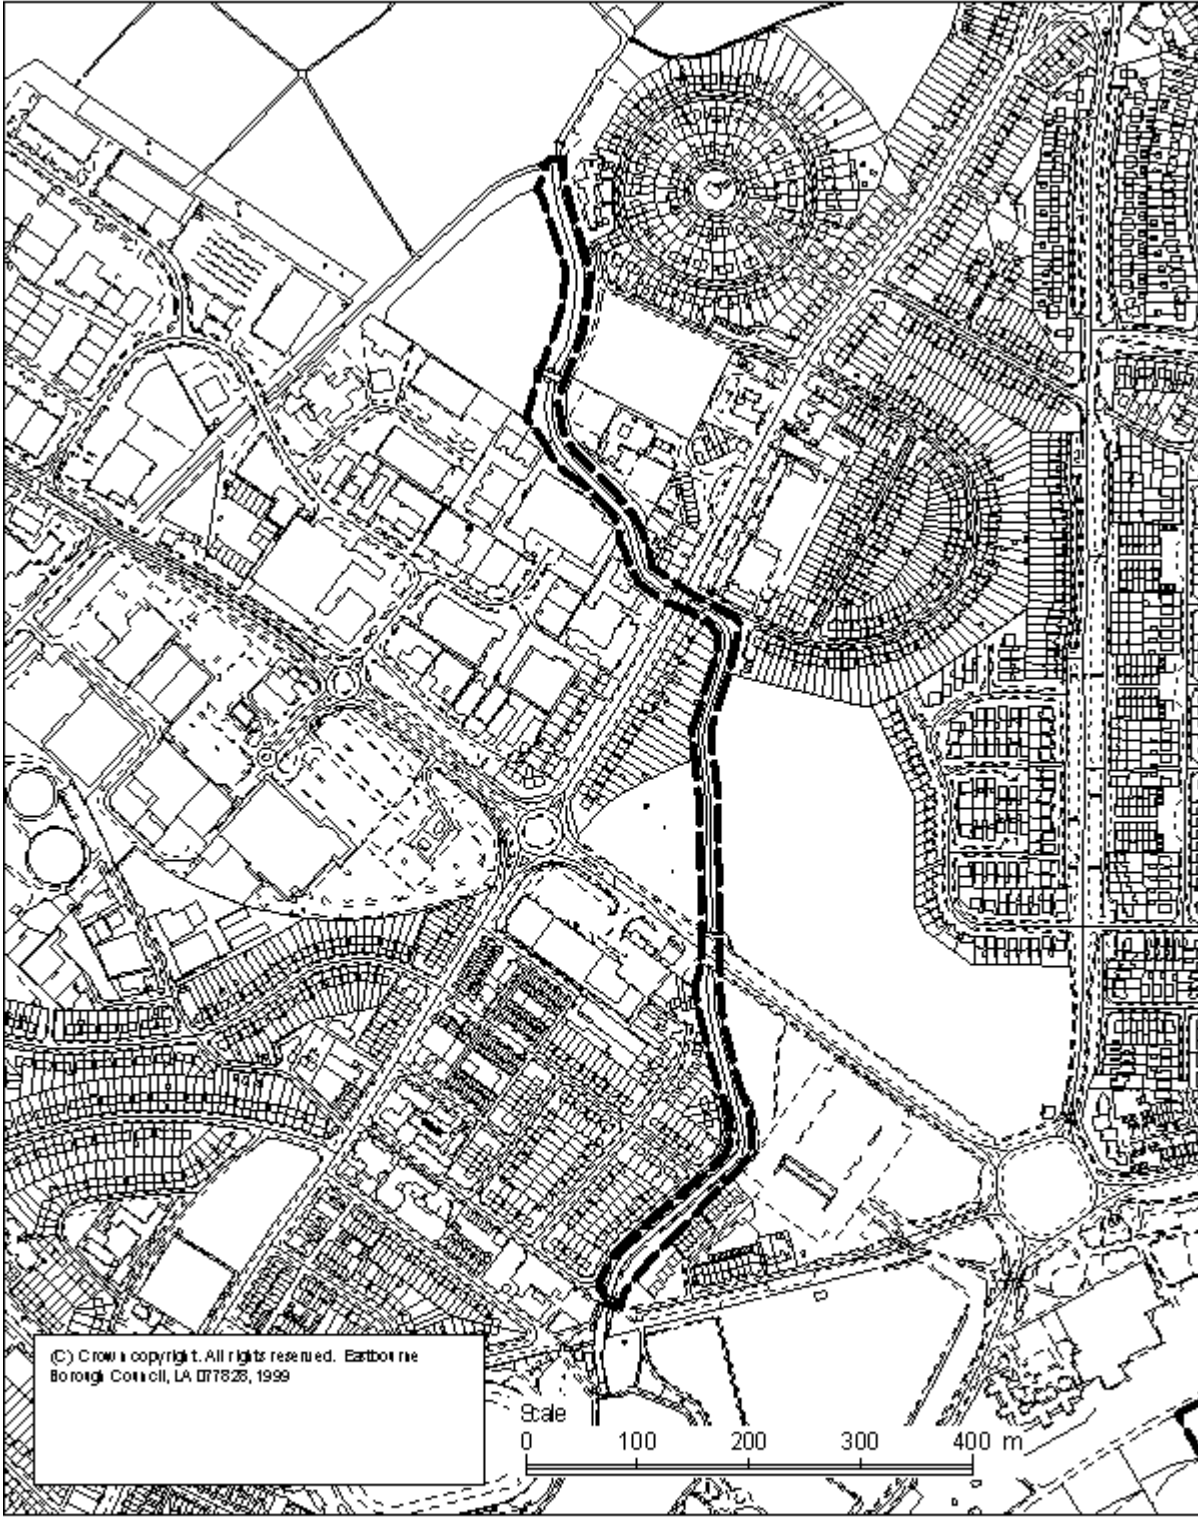 (C) Crown copyright. All rights reserved. Eastbourne
Borough Council, LA 077828, 1999
Scale
0 100 200 300 400 m